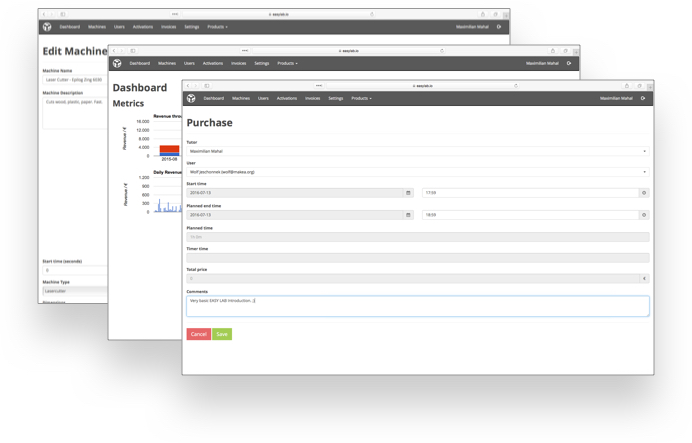 easylab.io
Dashboard Machines Users Activations Invoices Settings Products
Maximilian Mahal
Edit Machine
Machine Name
Laser Cutter - Epilog Zing 6030
Machine Description
Cuts wood, plastic, paper. Fast.
Start time (seconds)
0
Machine Type
Lasercutter
easylab.io
Dashboard Machines Users Activations Invoices Settings Products
Maximilian Mahal
Dashboard
Metrics
Revenue thro
Revenue / €
16.000
12.000
8.000
4.000
0
2015-08
Daily Revenue
Revenue / €
1.200
900
600
300
0
easylab.io
Dashboard Machines Users Activations Invoices Settings Products
Maximilian Mahal
Purchase
Tutor
Maximilian Mahal
User
Wolf Jeschonnek (wolf@makea.org)
Start time
2016-07-13
17:59
Planned end time
2016-07-13
18:59
Planned time
Timer time
Total price
0
€
Comments
Very basic EASY LAB introduction. ;)
Cancel Save